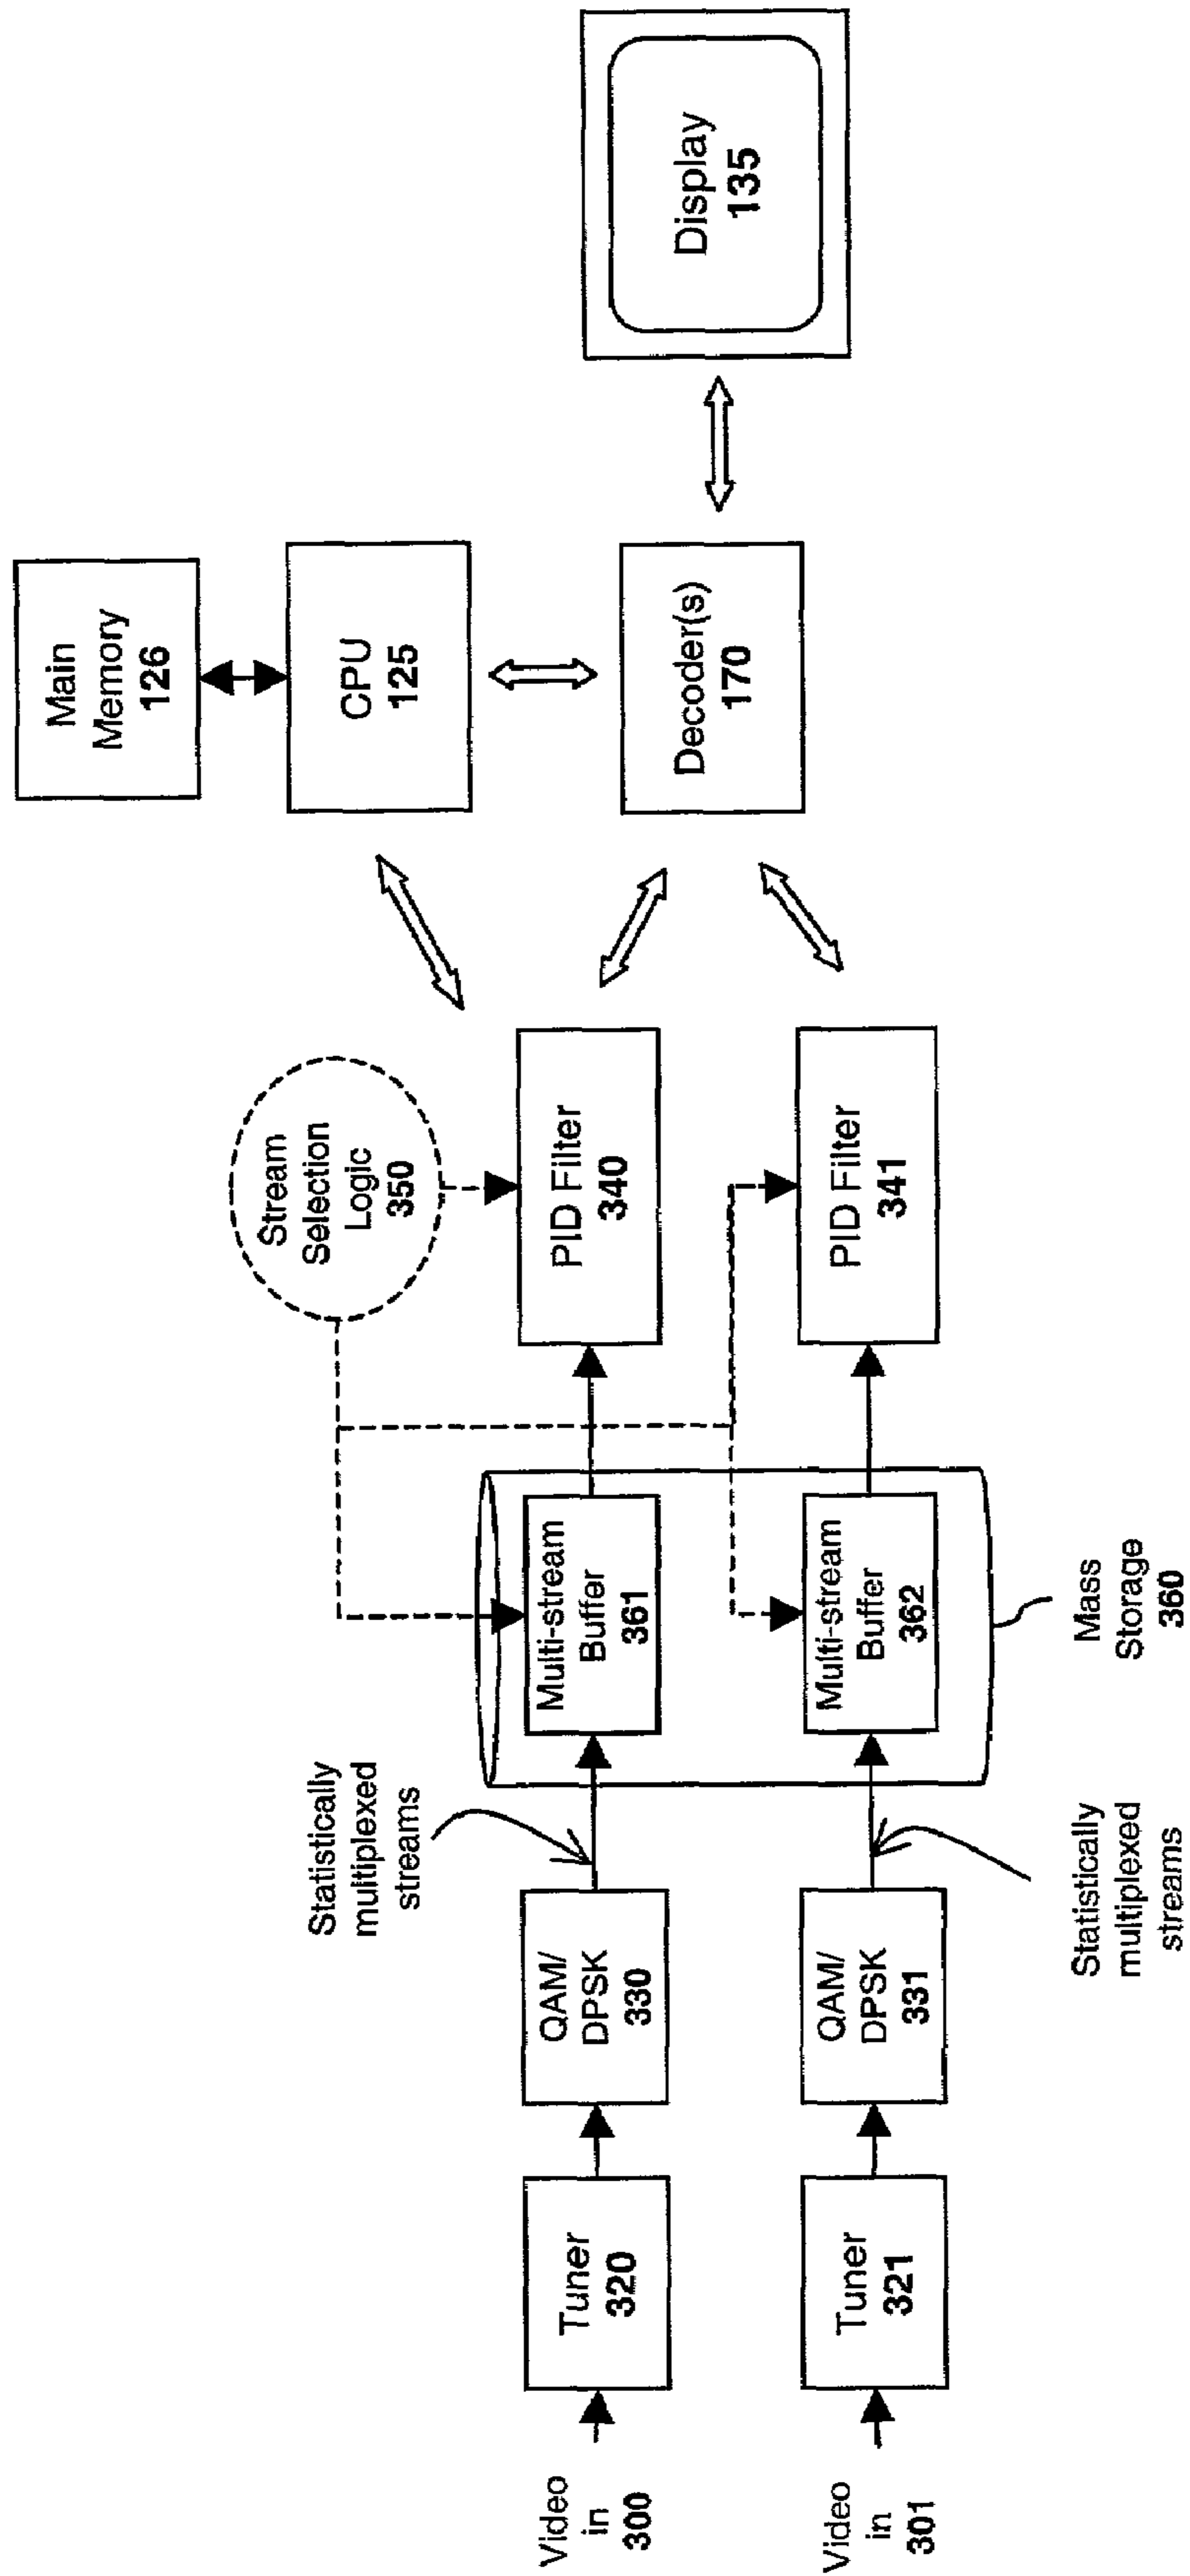 Main
Memory
126
CPU
125
Decoder(s)
170
Display
135
Stream
Selection
Logic
350
Statistically
multiplexed
streams
Video
in
300
Tuner
320
QAM/
DPSK
330
Multi-stream
Buffer
361
PID Filter
340
Video
in
301
Tuner
321
QAM/
DPSK
331
Multi-stream
Buffer
362
PID Filter
341
Statistically
multiplexed
streams
Mass
Storage
360